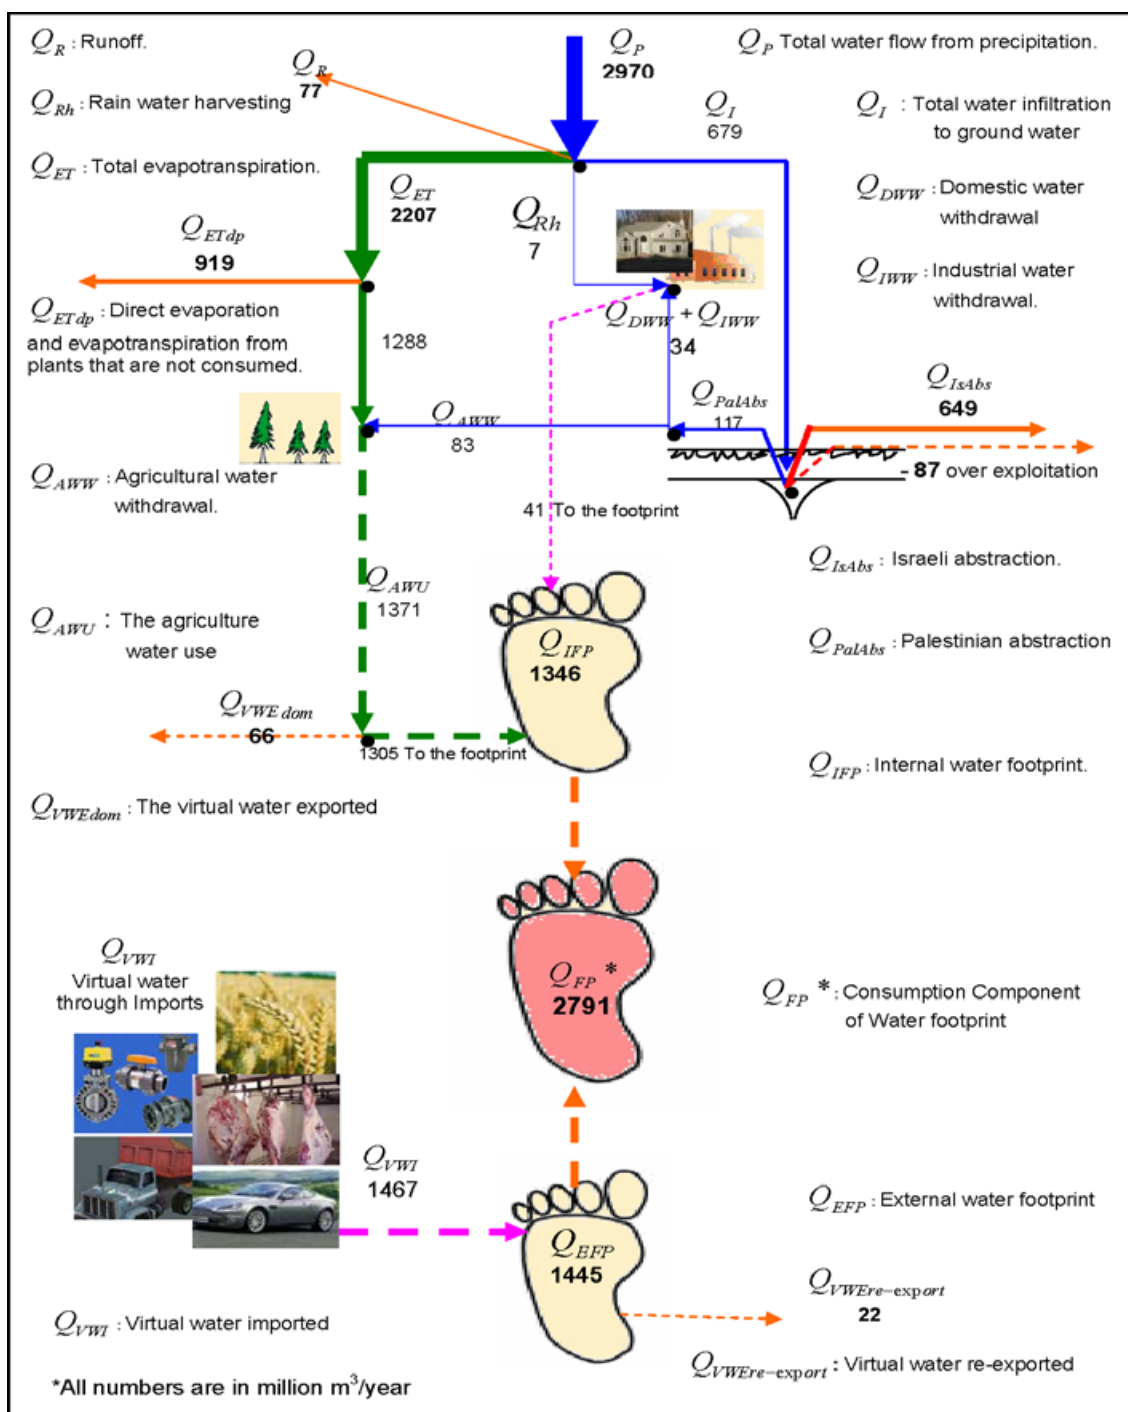 Q_R : Runoff.
Q_P
2970
Q_P Total water flow from precipitation.
Q_R
77
Q_Rh : Rain water harvesting
Q_I
679
Q_I : Total water infiltration
to ground water
Q_ET : Total evapotranspiration.
Q_ET
2207
Q_Rh
7
Q_DWW : Domestic water
withdrawal
Q_ETdp
919
Q_IWW : Industrial water
withdrawal.
Q_ETdp : Direct evaporation
and evapotranspiration from
plants that are not consumed.
1288
Q_DWW + Q_IWW
34
Q_PalAbs
117
Q_IsAbs
649
Q_AWW
83
- 87 over exploitation
Q_AWW : Agricultural water
withdrawal.
41 To the footprint
Q_IsAbs : Israeli abstraction.
Q_AWU
1371
Q_AWU : The agriculture
water use
Q_IFP
1346
Q_PalAbs : Palestinian abstraction
Q_VWEdom
66
1305 To the footprint
Q_IFP : Internal water footprint.
Q_VWEdom : The virtual water exported
Q_VWI
Virtual water
through Imports
Q_FP *
2791
Q_FP * : Consumption Component
of Water footprint
Q_VWI
1467
Q_EFP : External water footprint
Q_EFP
1445
Q_VWEre-export
22
Q_VWI : Virtual water imported
Q_VWEre-export : Virtual water re-exported
*All numbers are in million m³/year